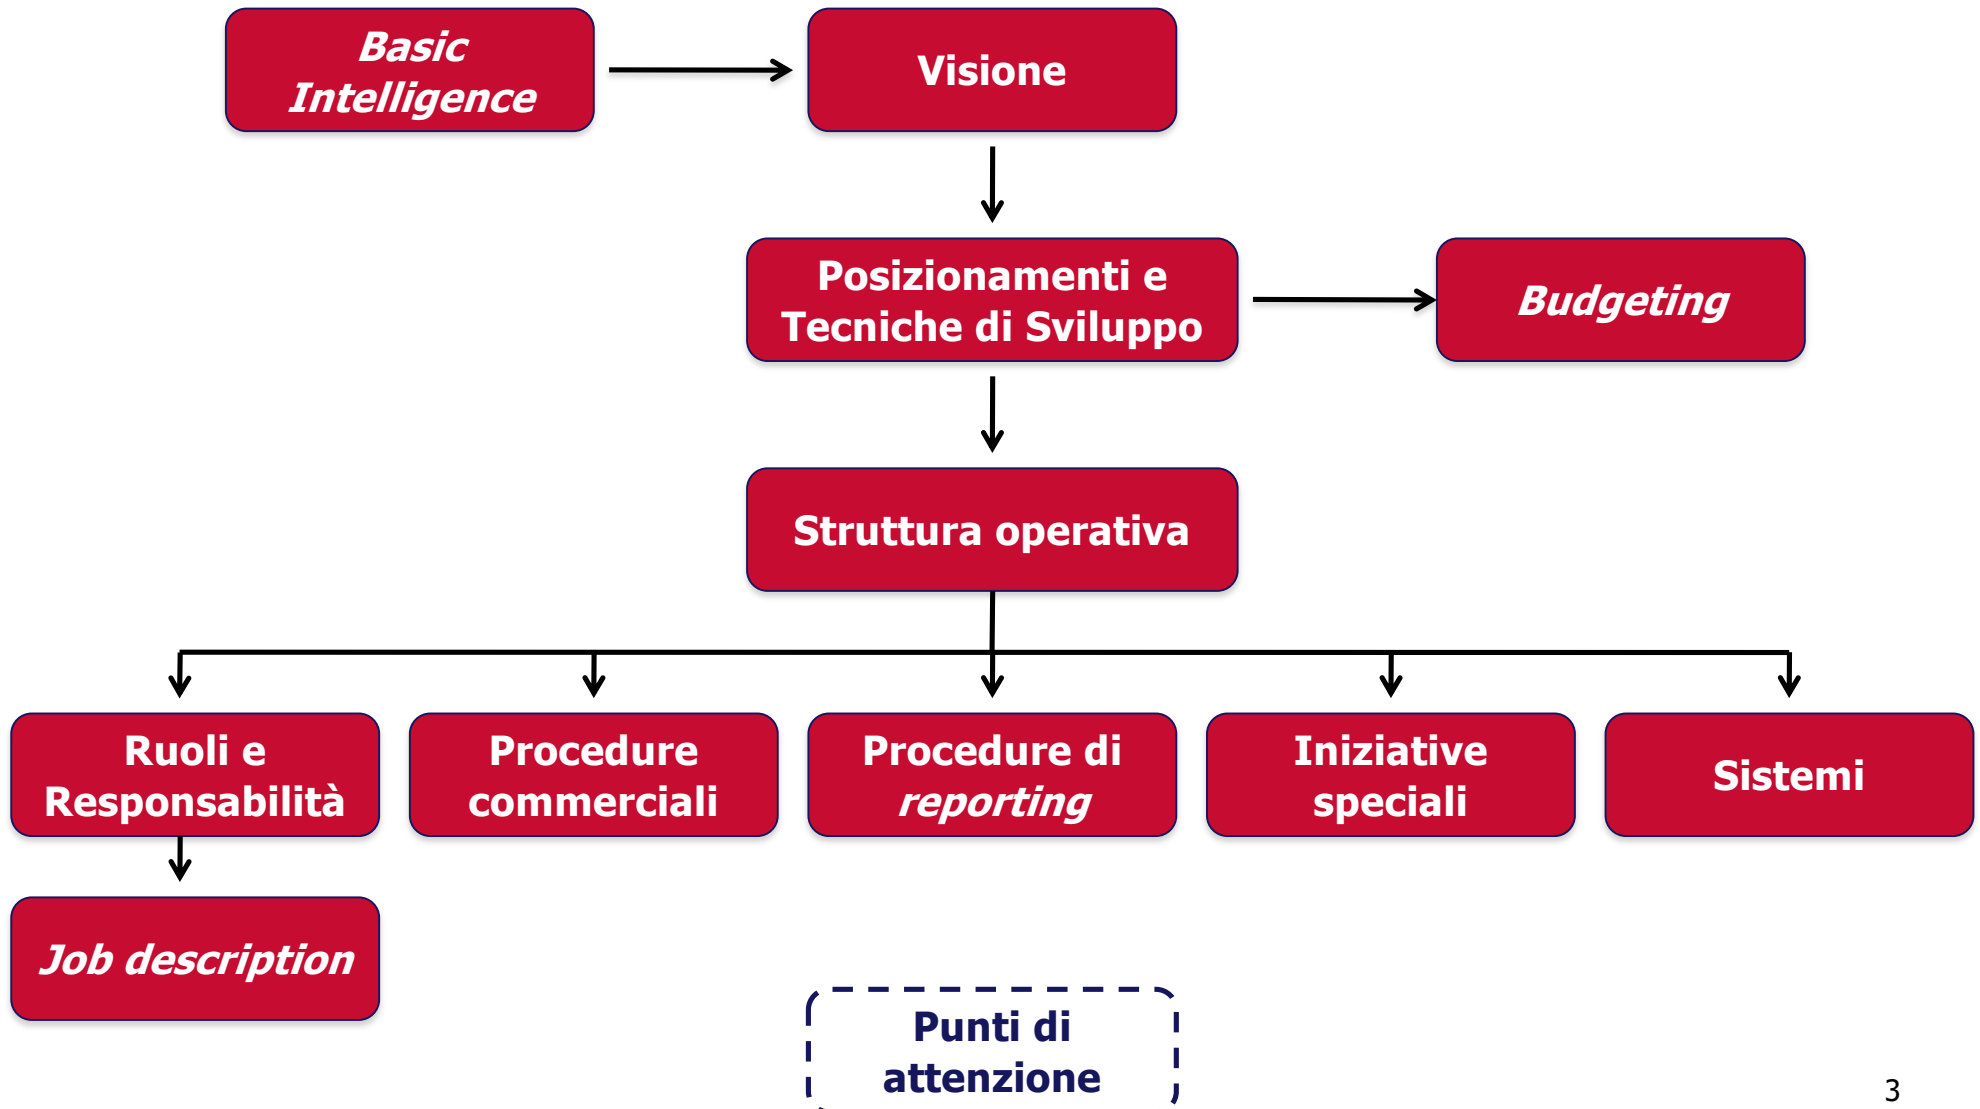 Basic
Intelligence
Visione
Posizionamenti e
Tecniche di Sviluppo
Budgeting
Struttura operativa
Ruoli e
Responsabilità
Procedure
commerciali
Procedure di
reporting
Iniziative
speciali
Sistemi
Job description
Punti di
attenzione
3